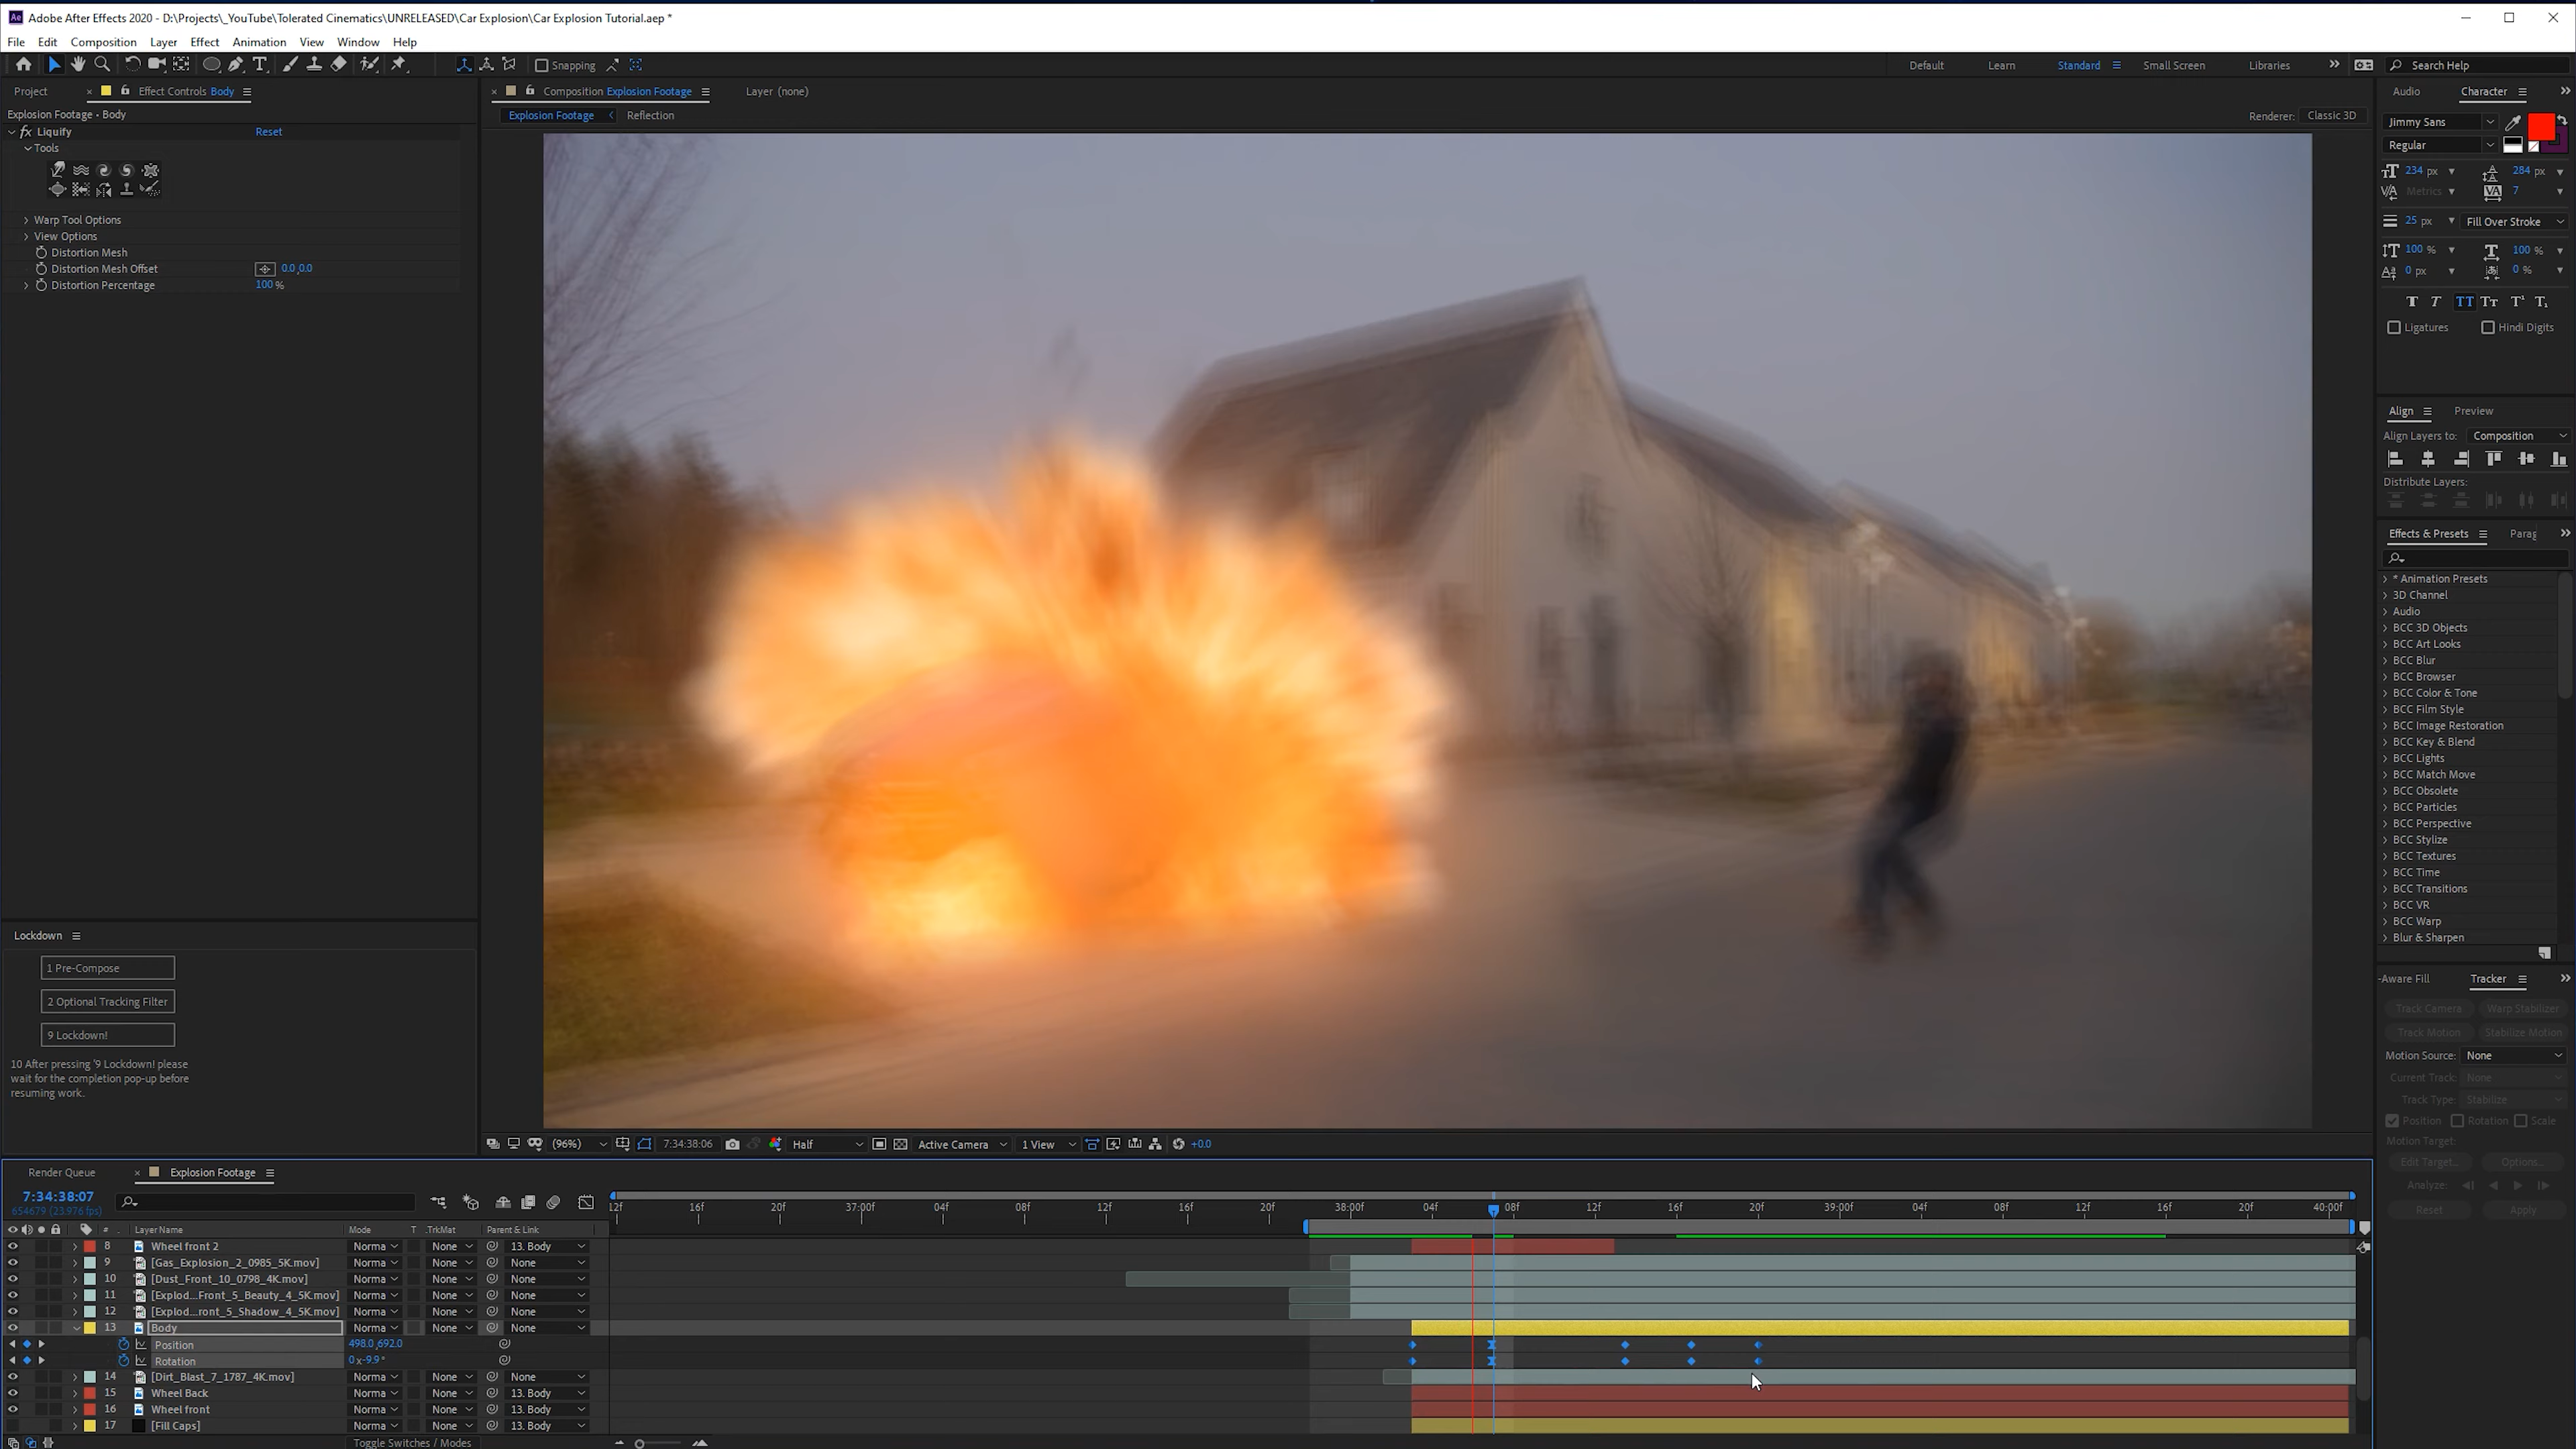 Adobe After Effects 2020 - D:\Projects\_YouTube\Tolerated Cinematics\UNRELEASED\Car Explosion\Car Explosion Tutorial.aep *
File Edit Composition Layer Effect Animation View Window Help
Snapping
Default Learn Standard Small Screen Libraries Search Help
Project Effect Controls Body
Explosion Footage • Body
fx Liquify Reset
Tools
Warp Tool Options
View Options
Distortion Mesh
Distortion Mesh Offset 0.0,0.0
Distortion Percentage 100 %
Lockdown
1 Pre-Compose
2 Optional Tracking Filter
9 Lockdown!
10 After pressing '9 Lockdown! please
wait for the completion pop-up before
resuming work.
Composition Explosion Footage Layer (none)
Explosion Footage Reflection
Renderer: Classic 3D
(96%) 7:34:38:06 Half Active Camera 1 View +0.0
Audio Character
Jimmy Sans
Regular
234 px 284 px
Metrics 7
25 px Fill Over Stroke
100 % 100 %
0 px 0 %
Ligatures Hindi Digits
Align Preview
Align Layers to: Composition
Distribute Layers:
Effects & Presets Parag
* Animation Presets
3D Channel
Audio
BCC 3D Objects
BCC Art Looks
BCC Blur
BCC Browser
BCC Color & Tone
BCC Film Style
BCC Image Restoration
BCC Key & Blend
BCC Lights
BCC Match Move
BCC Obsolete
BCC Particles
BCC Perspective
BCC Stylize
BCC Textures
BCC Time
BCC Transitions
BCC VR
BCC Warp
Blur & Sharpen
-Aware Fill Tracker
Track Camera Warp Stabilizer
Track Motion Stabilize Motion
Motion Source: None
Current Track: None
Track Type: Stabilize
Position Rotation Scale
Motion Target:
Edit Target... Options...
Analyze:
Reset Apply
Render Queue Explosion Footage
7:34:38:07
654679 (23.976 fps)
12f 16f 20f 37:00f 04f 08f 12f 16f 20f 38:00f 04f 08f 12f 16f 20f 39:00f 04f 08f 12f 16f 20f 40:00f
# Layer Name Mode T .TrkMat Parent & Link
8 Wheel front 2 Norma None 13. Body
9 [Gas_Explosion_2_0985_5K.mov] Norma None None
10 [Dust_Front_10_0798_4K.mov] Norma None None
11 [Explod...Front_5_Beauty_4_5K.mov] Norma None None
12 [Explod...ront_5_Shadow_4_5K.mov] Norma None None
13 Body Norma None None
Position 498.0,692.0
Rotation 0x-9.9°
14 [Dirt_Blast_7_1787_4K.mov] Norma None None
15 Wheel Back Norma None 13. Body
16 Wheel front Norma None 13. Body
17 [Fill Caps] Norma None 13. Body
Toggle Switches / Modes